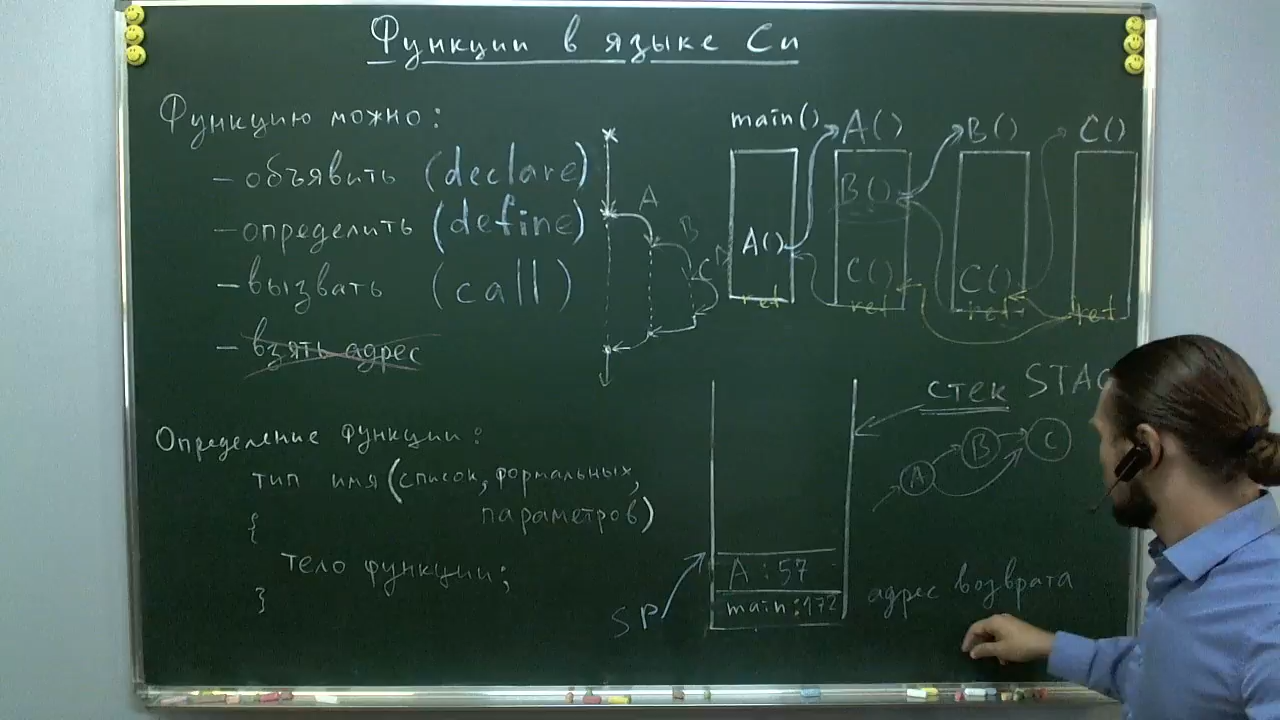 Функции в языке Си
Функцию можно:
- объявить (declare)
- определить (define)
- вызвать (call)
- взять адрес
Определение функции:
тип имя (список, формальных,
параметров)
{
тело функции;
}
A
B
C
main() A() B() C()
B()
A()
C() C()
ret ret ret ret
стек
A B C
A : 57
main:172
SP
адрес возврата